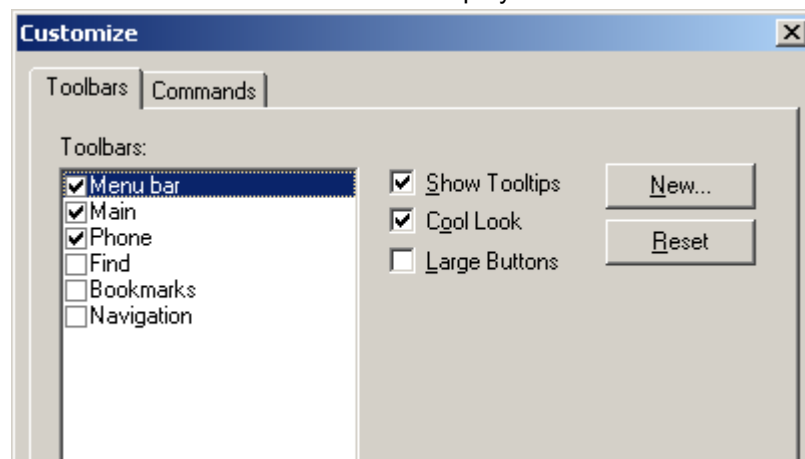 Customize
Toolbars Commands
Toolbars:
Menu bar
Main
Phone
Find
Bookmarks
Navigation
Show Tooltips
Cool Look
Large Buttons
New...
Reset